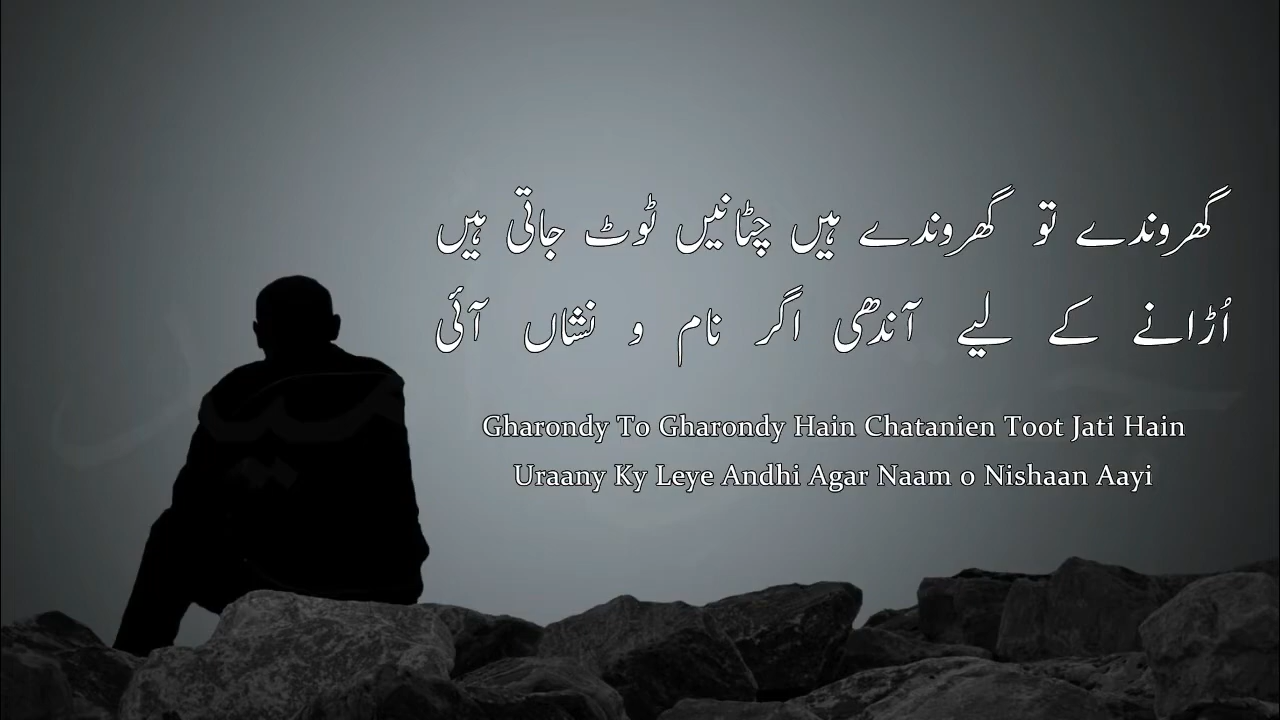 گھروندے تو گھروندے ہیں چٹانیں ٹوٹ جاتی ہیں
اُڑانے کے لیے آندھی اگر نام و نشاں آئی
Gharondy To Gharondy Hain Chatanien Toot Jati Hain
Uraany Ky Leye Andhi Agar Naam o Nishaan Aayi